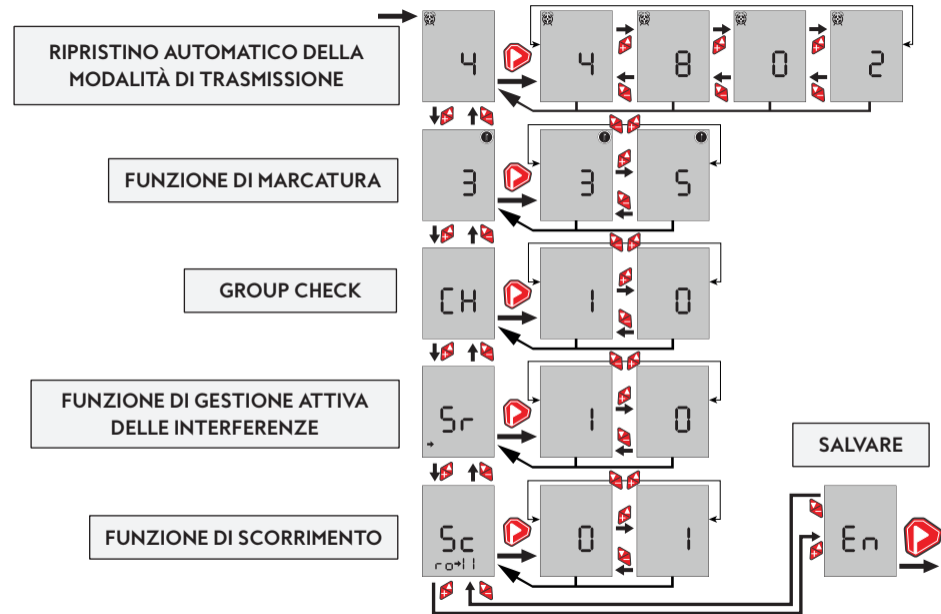 RIPRISTINO AUTOMATICO DELLA
MODALITÀ DI TRASMISSIONE
4
4
8
0
2
FUNZIONE DI MARCATURA
3
3
5
GROUP CHECK
CH
1
0
FUNZIONE DI GESTIONE ATTIVA
DELLE INTERFERENZE
Sr
1
0
SALVARE
FUNZIONE DI SCORRIMENTO
Sc
ro→11
0
1
En